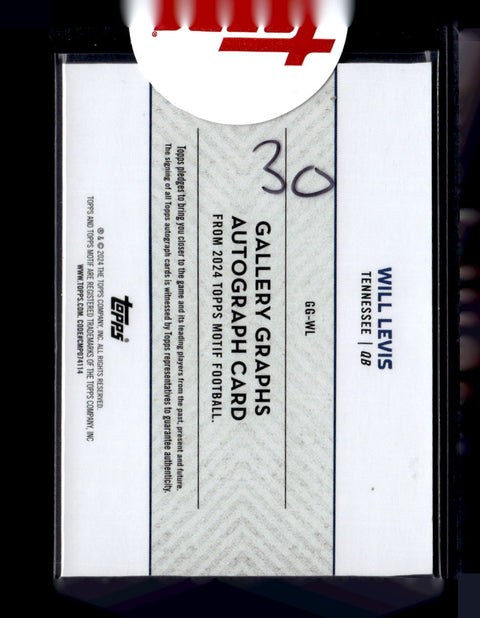 topps
WILL LEVIS
TENNESSEE | QB
GG-WL
30
GALLERY GRAPHS
AUTOGRAPH CARD
FROM 2024 TOPPS MOTIF FOOTBALL.
Topps pledges to bring you closer to the game and its leading players from the past, present and future.
The signing of all Topps autograph cards is witnessed by Topps representatives to guarantee authenticity.
topps
® & © 2024 THE TOPPS COMPANY, INC. ALL RIGHTS RESERVED.
TOPPS AND TOPPS MOTIF ARE REGISTERED TRADEMARKS OF THE TOPPS COMPANY, INC
WWW.TOPPS.COM. CODE#CMP074114